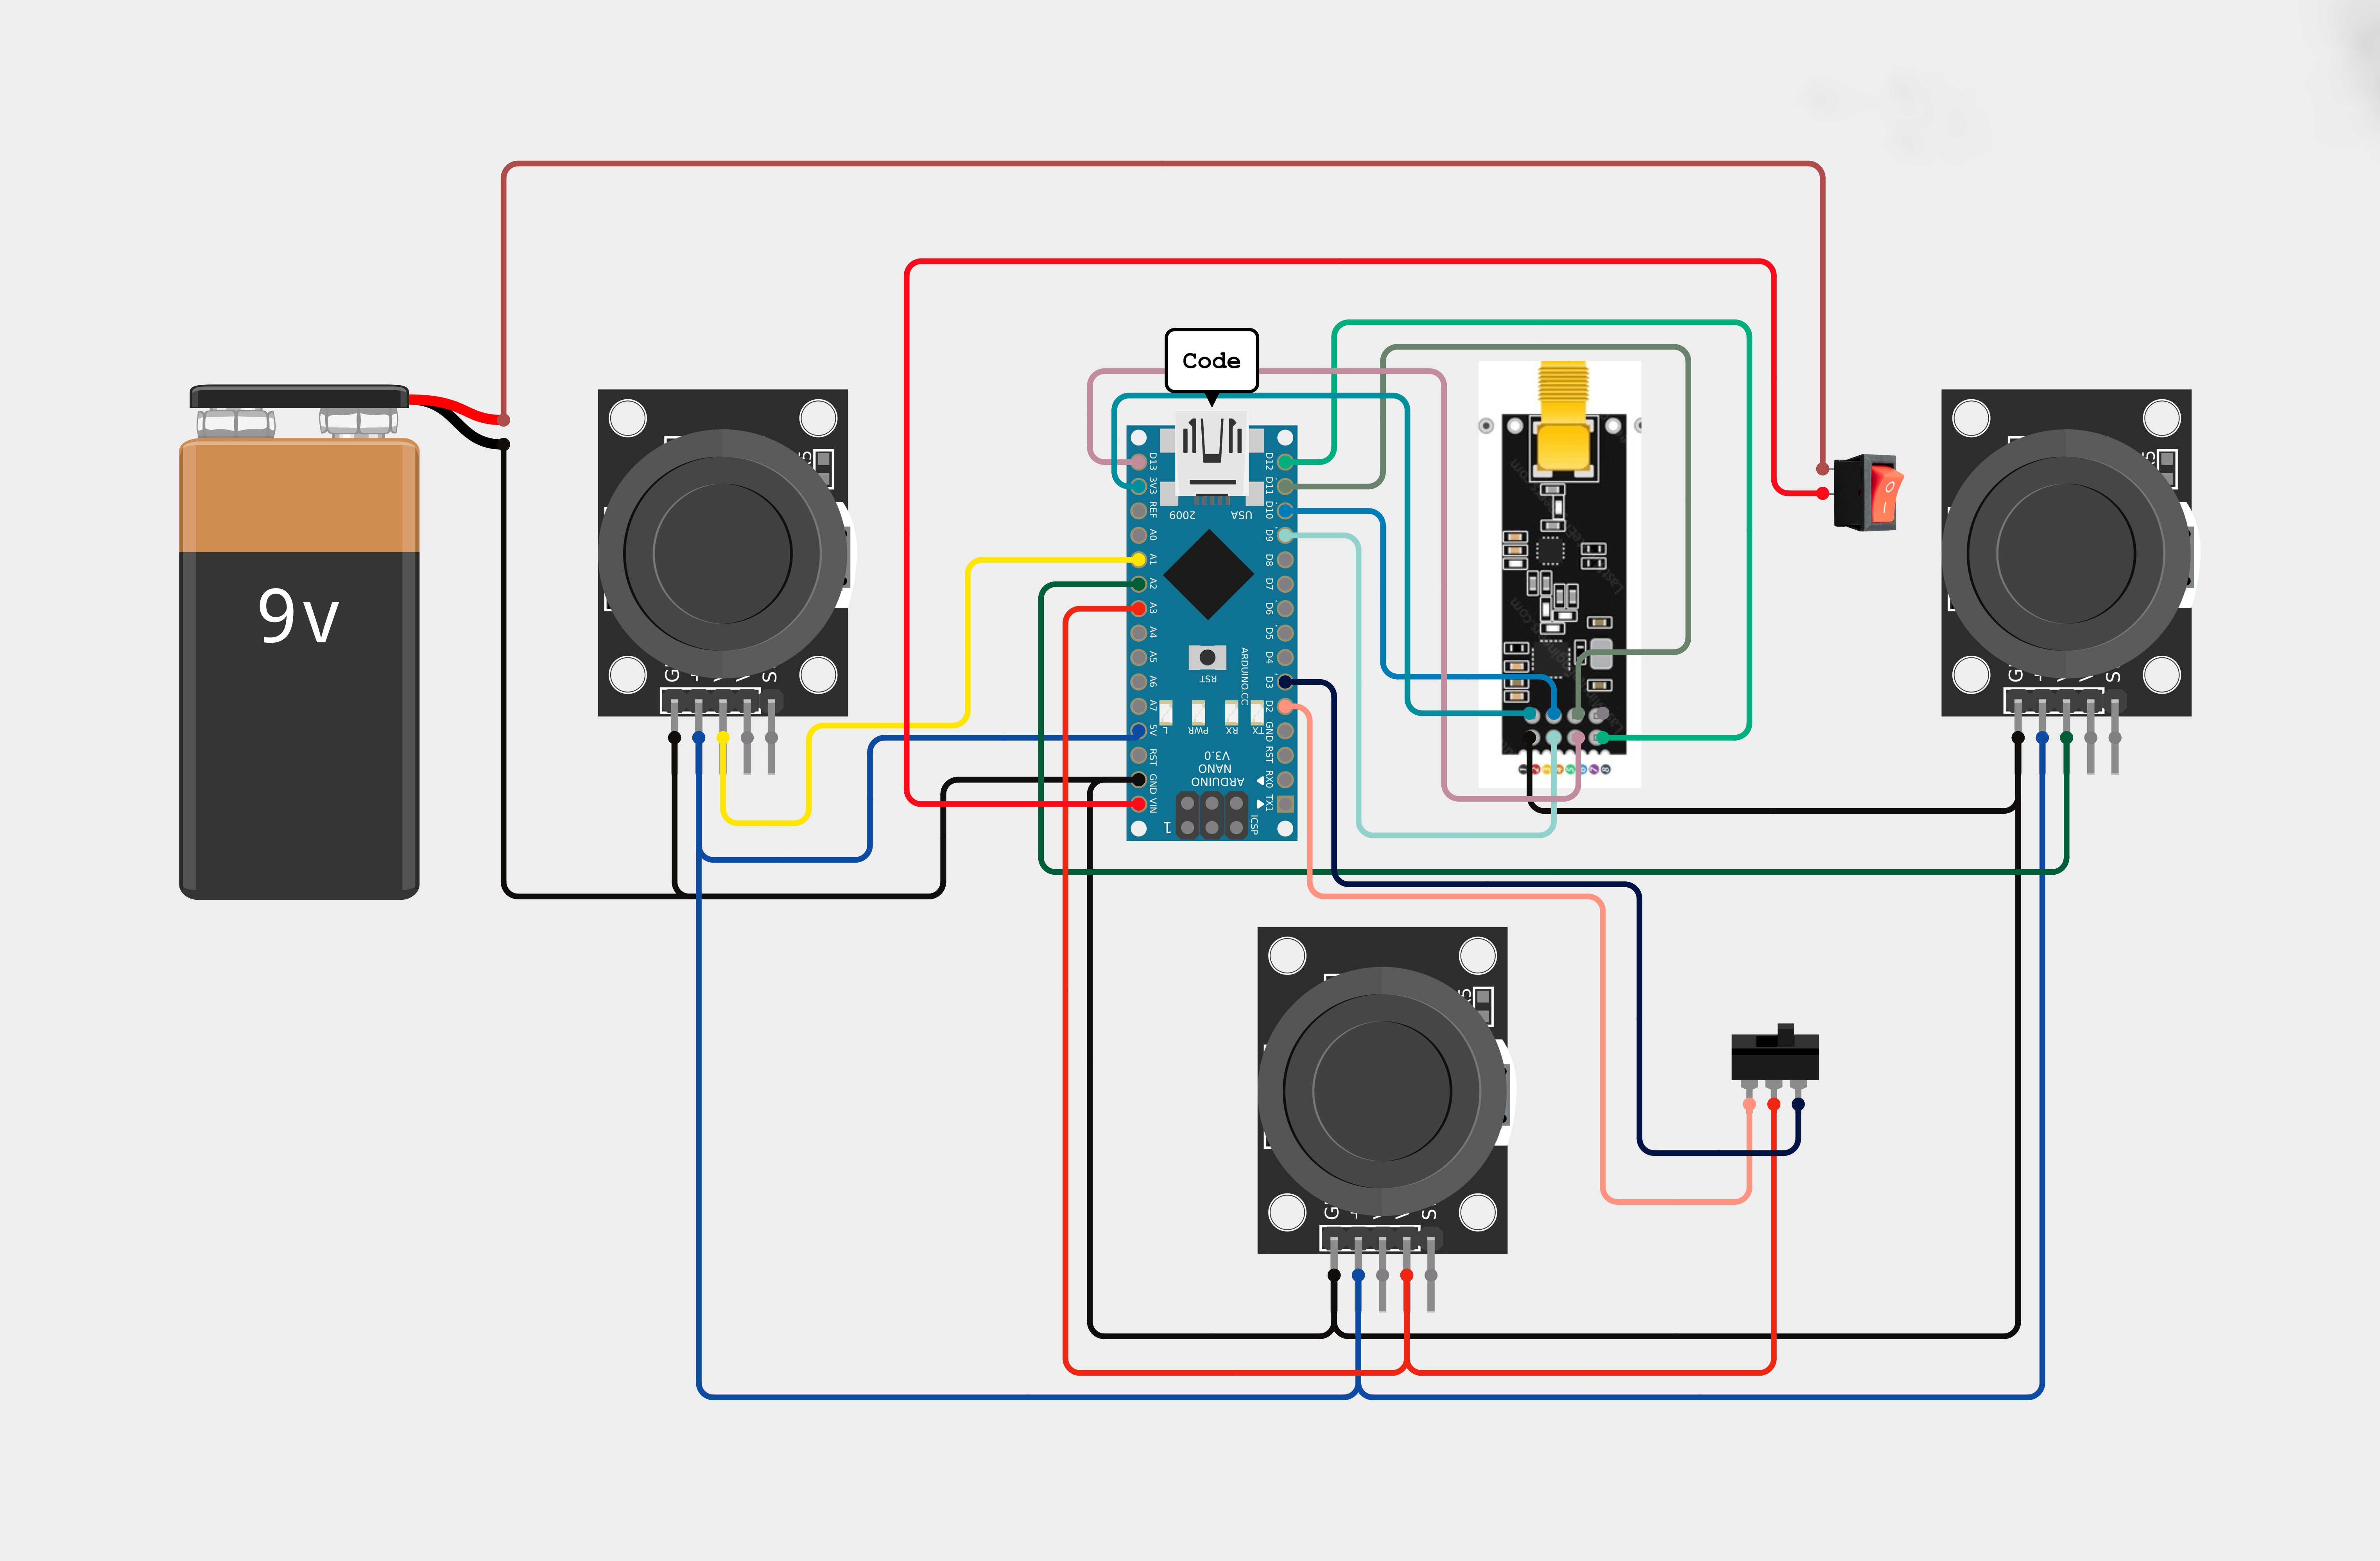 Code
9v
D13
3V3
REF
A0
A1
A2
A3
A4
A5
A6
A7
5V
RST
GND
VIN
D12
D11
D10
D9
D8
D7
D6
D5
D4
D3
D2
GND
RST
RX0
TX1
2009
USA
RST
ARDUINO.CC
L
PWR
RX
TX
V3.0
NANO
ARDUINO
1
ICSP
G
S
G
S
G
S
O
I